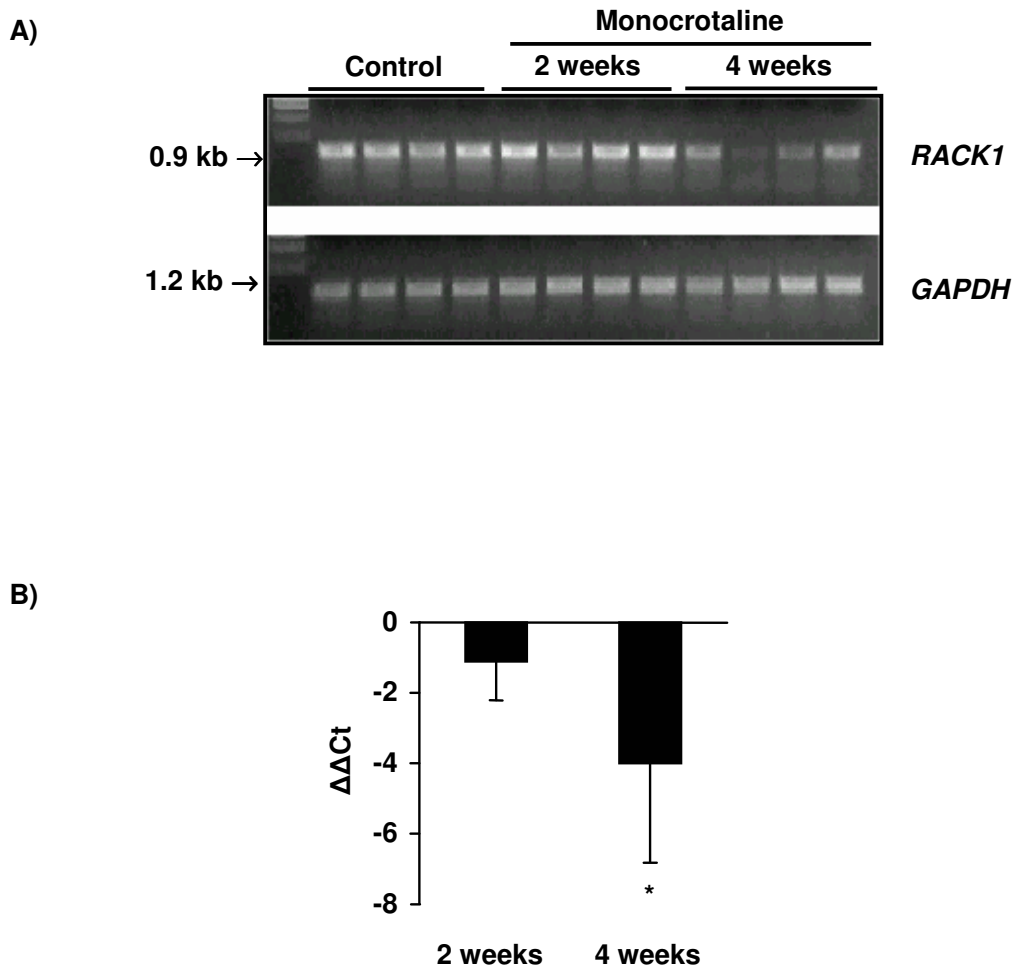 A)
Monocrotaline
Control 2 weeks 4 weeks
0.9 kb → RACK1
1.2 kb → GAPDH
B)
0
-2
-4
-6
-8
ΔΔCt
*
2 weeks 4 weeks